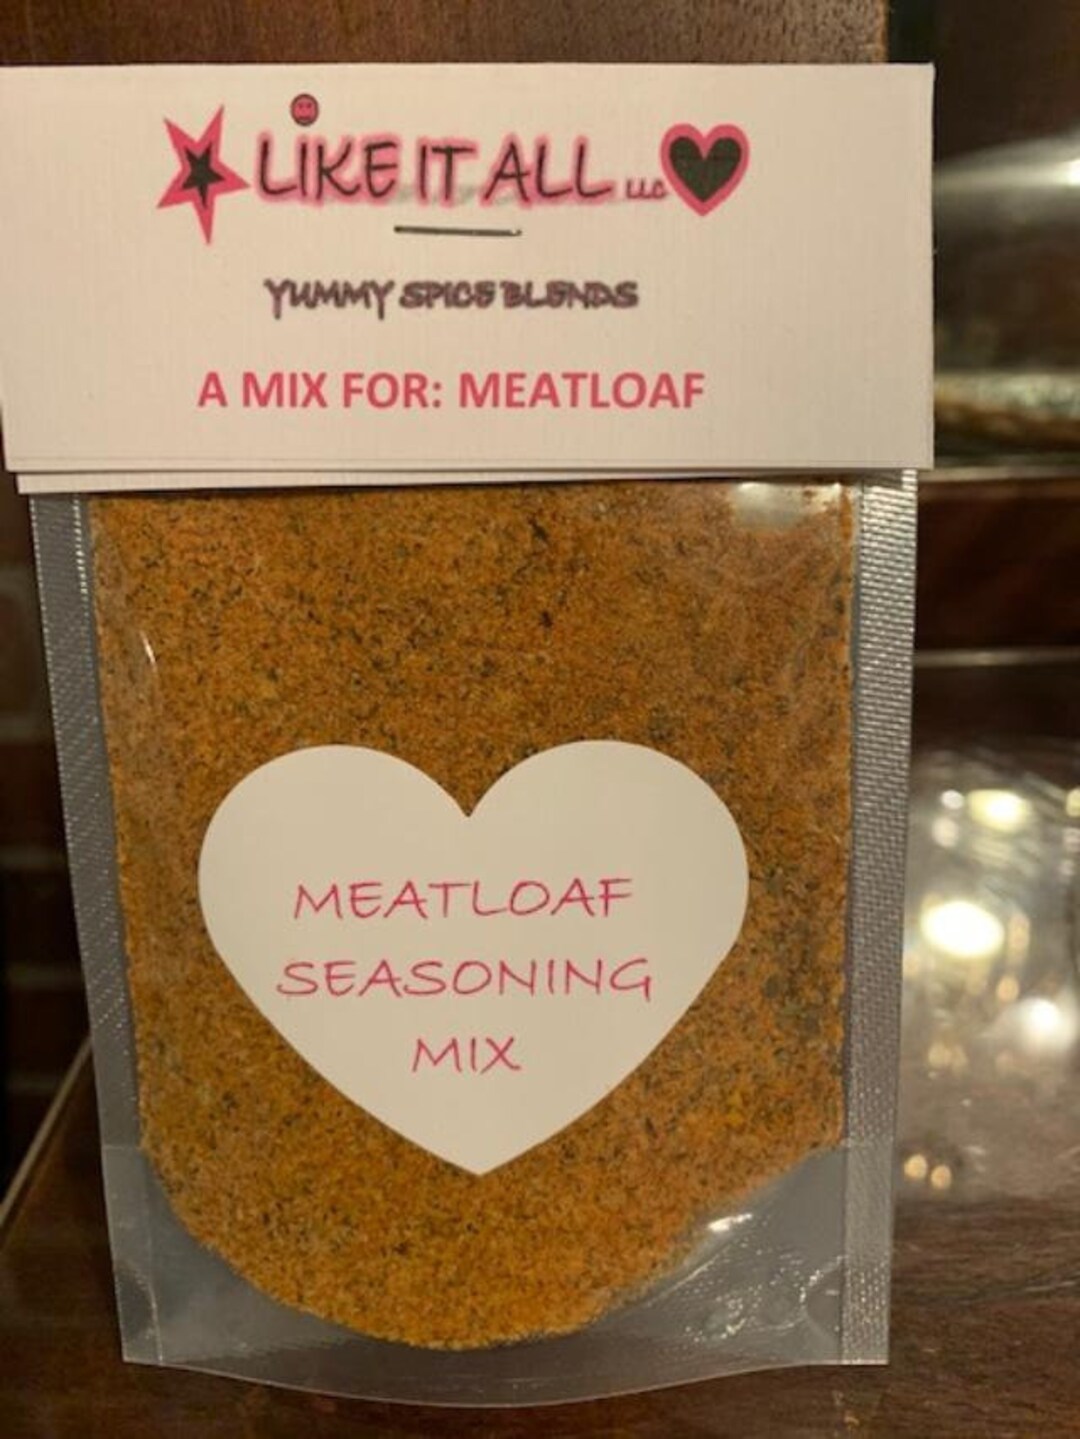 LIKE IT ALL LLC
YUMMY SPICE BLENDS
A MIX FOR: MEATLOAF
MEATLOAF
SEASONING
MIX